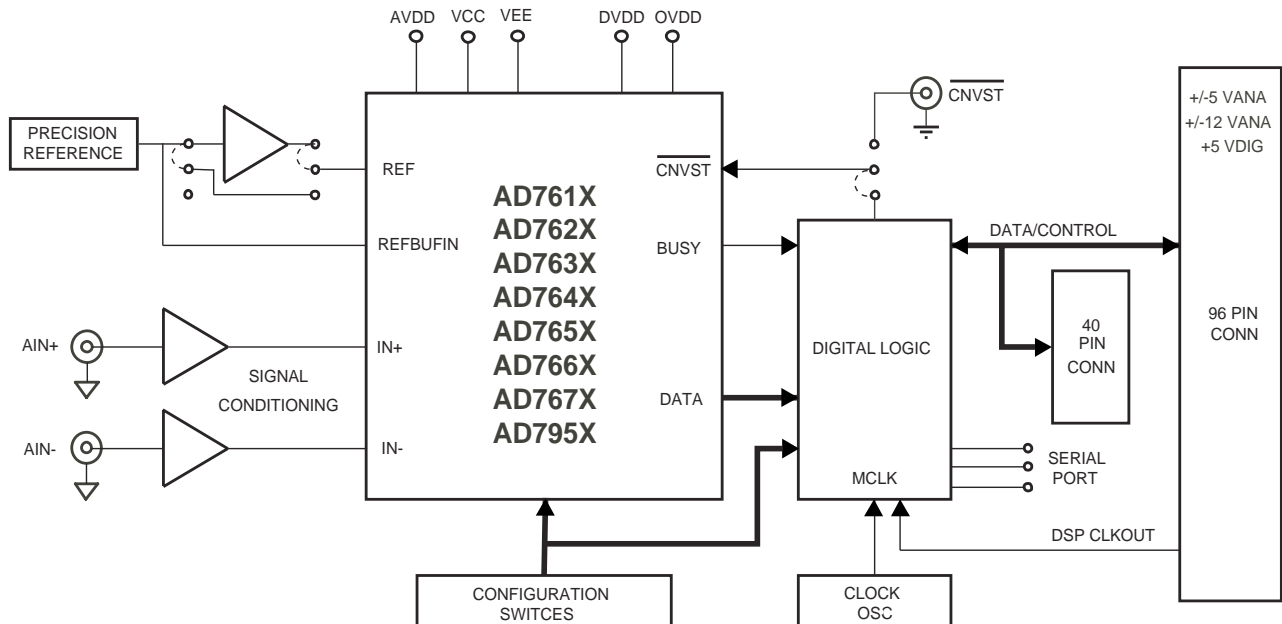 AVDD VCC VEE DVDD OVDD
CNVST
+/-5 VANA
+/-12 VANA
+5 VDIG
PRECISION
REFERENCE
REF
CNVST
AD761X
AD762X
AD763X
AD764X
AD765X
AD766X
AD767X
AD795X
REFBUFIN
BUSY
DATA/CONTROL
AIN+
IN+
SIGNAL
CONDITIONING
DIGITAL LOGIC
40
PIN
CONN
96 PIN
CONN
DATA
AIN-
IN-
MCLK
SERIAL
PORT
DSP CLKOUT
CONFIGURATION
SWITCES
CLOCK
OSC